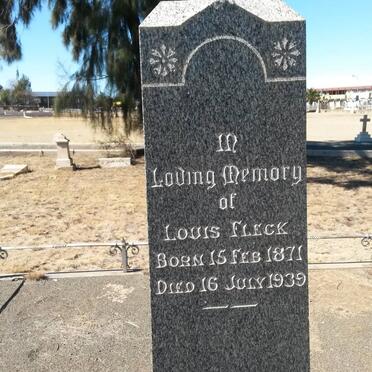 In
Loving Memory
of
Louis Fleck
Born 15 Feb 1871
Died 16 July 1939